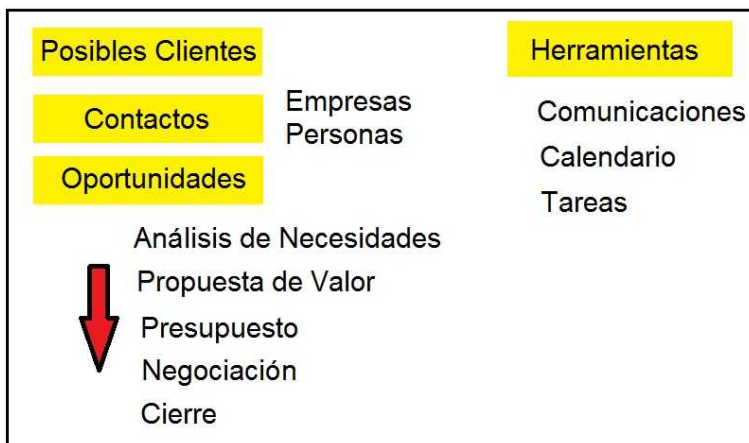 Posibles Clientes
Contactos
Empresas
Personas
Oportunidades
Análisis de Necesidades
Propuesta de Valor
Presupuesto
Negociación
Cierre
Herramientas
Comunicaciones
Calendario
Tareas